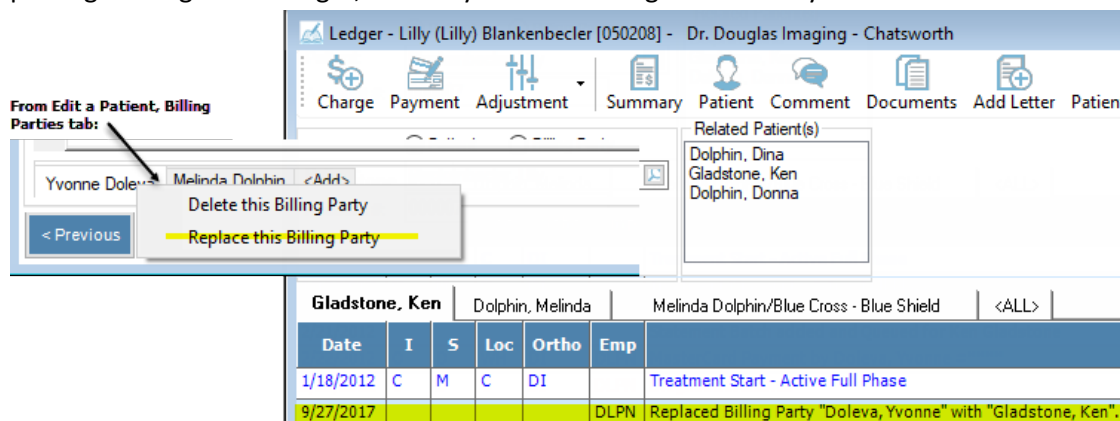 Ledger - Lilly (Lilly) Blankenbecler [050208] - Dr. Douglas Imaging - Chatsworth
Charge Payment Adjustment Summary Patient Comment Documents Add Letter Patien
From Edit a Patient, Billing
Parties tab:
Related Patient(s)
Dolphin, Dina
Gladstone, Ken
Dolphin, Donna
Yvonne Doleva Melinda Dolphin <Add>
Delete this Billing Party
< Previous
Replace this Billing Party
Gladstone, Ken Dolphin, Melinda Melinda Dolphin/Blue Cross - Blue Shield <ALL>
Date I S Loc Ortho Emp
1/18/2012 C M C DI Treatment Start - Active Full Phase
9/27/2017 DLPN Replaced Billing Party "Doleva, Yvonne" with "Gladstone, Ken".